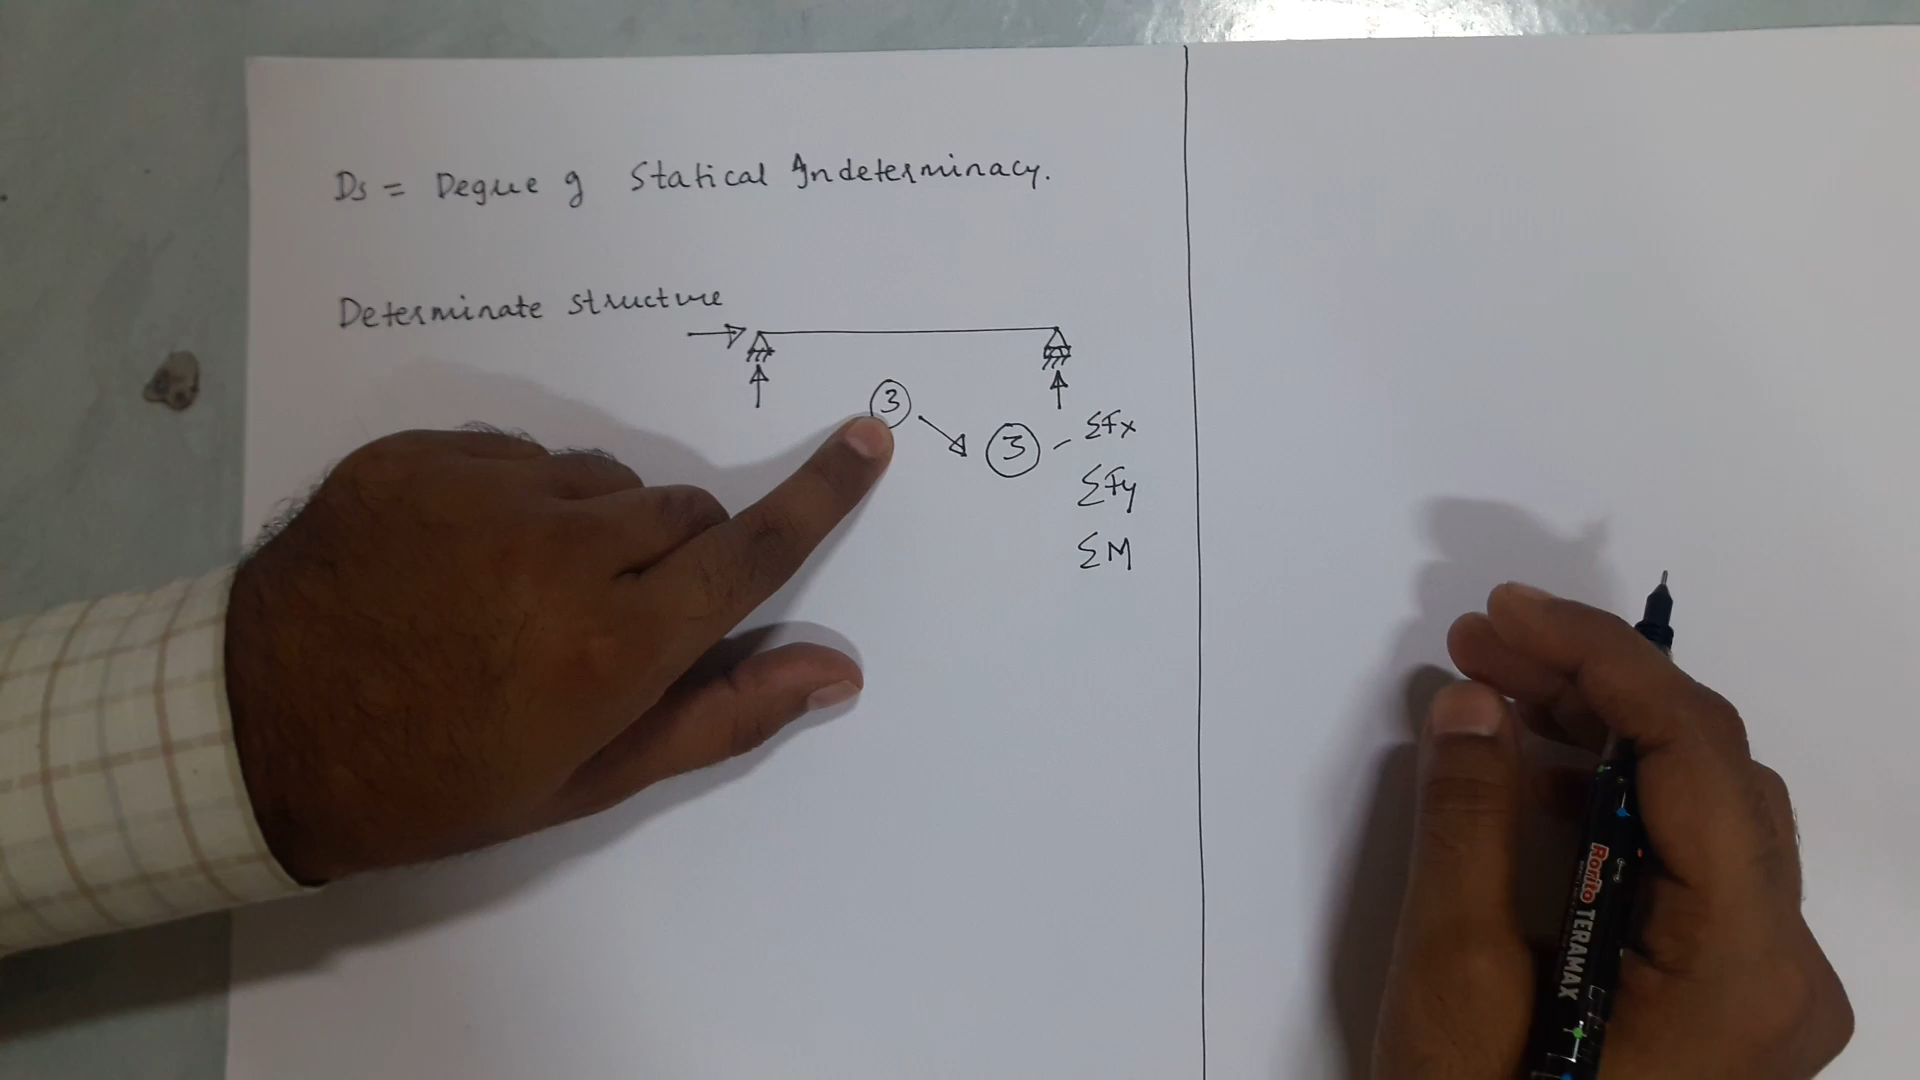 Ds = Degree of Statical Indeterminacy.
Determinate structure
3
3 - ΣFx
ΣFy
ΣM
Rorito TERAMAX